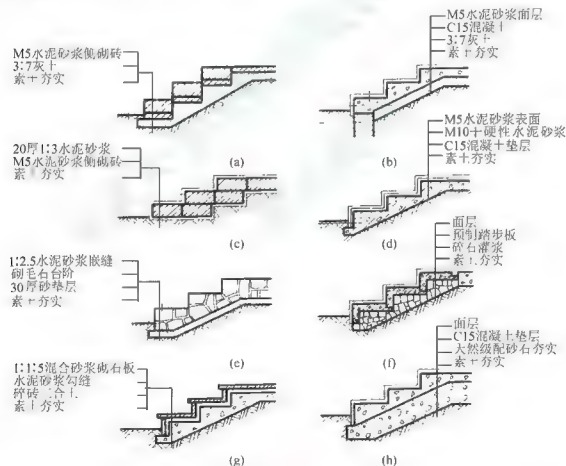 M5水泥砂浆侧砌砖
3:7灰土
素土夯实
(a)
M5水泥砂浆面层
C15混凝土
3:7灰土
素土夯实
(b)
20厚1:3水泥砂浆
M5水泥砂浆侧砌砖
素土夯实
(c)
M5水泥砂浆表面
M10干硬性水泥砂浆
C15混凝土垫层
素土夯实
(d)
1:2.5水泥砂浆嵌缝
砌毛石台阶
30厚砂垫层
素土夯实
(e)
面层
预制踏步板
碎石灌浆
素土夯实
(f)
1:1:5混合砂浆砌石板
水泥砂浆勾缝
碎砖三合土
素土夯实
(g)
面层
C15混凝土垫层
天然级配砂石夯实
素土夯实
(h)